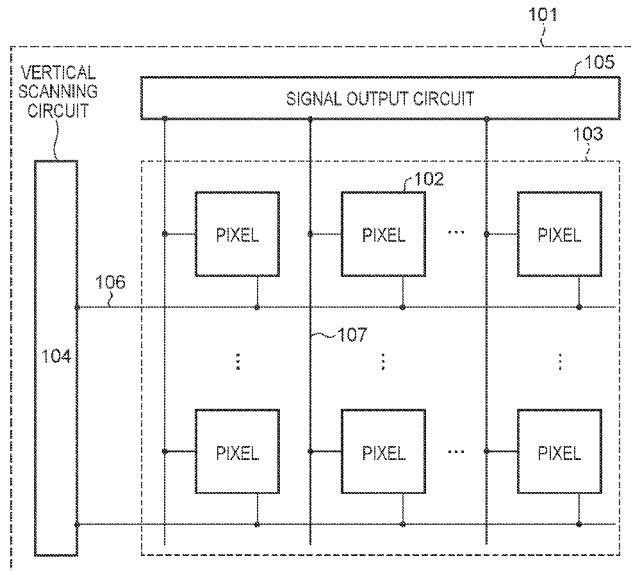 101
VERTICAL
SCANNING
CIRCUIT
105
SIGNAL OUTPUT CIRCUIT
103
102
PIXEL
PIXEL
...
PIXEL
106
104
107
...
...
...
PIXEL
PIXEL
...
PIXEL